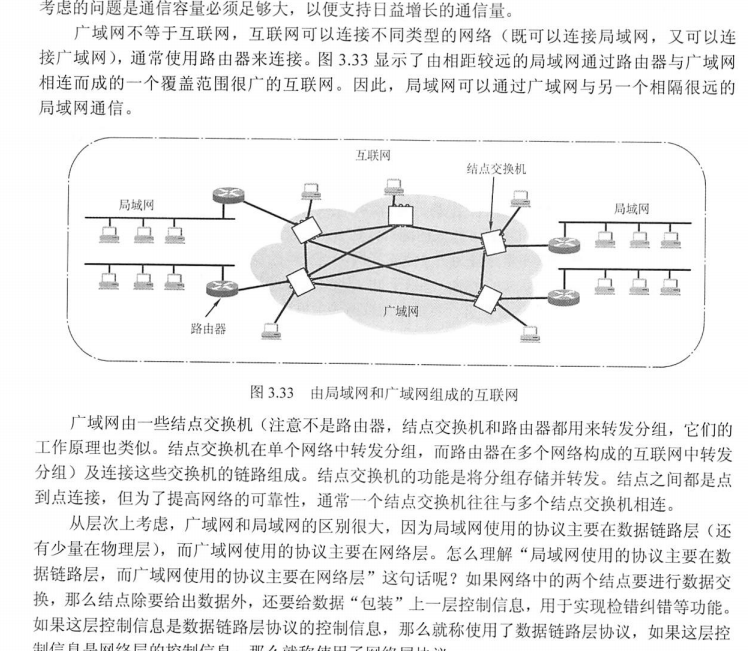 考虑的问题是通信容量必须足够大，以便支持日益增长的通信量。
广域网不等于互联网，互联网可以连接不同类型的网络（既可以连接局域网，又可以连
接广域网），通常使用路由器来连接。图 3.33 显示了由相距较远的局域网通过路由器与广域网
相连而成的一个覆盖范围很广的互联网。因此，局域网可以通过广域网与另一个相隔很远的
局域网通信。
互联网
结点交换机
局域网
局域网
广域网
路由器
图 3.33 由局域网和广域网组成的互联网
广域网由一些结点交换机（注意不是路由器，结点交换机和路由器都用来转发分组，它们的
工作原理也类似。结点交换机在单个网络中转发分组，而路由器在多个网络构成的互联网中转发
分组）及连接这些交换机的链路组成。结点交换机的功能是将分组存储并转发。结点之间都是点
到点连接，但为了提高网络的可靠性，通常一个结点交换机往往与多个结点交换机相连。
从层次上考虑，广域网和局域网的区别很大，因为局域网使用的协议主要在数据链路层（还
有少量在物理层），而广域网使用的协议主要在网络层。怎么理解“局域网使用的协议主要在数
据链路层，而广域网使用的协议主要在网络层”这句话呢？如果网络中的两个结点要进行数据交
换，那么结点除要给出数据外，还要给数据“包装”上一层控制信息，用于实现检错纠错等功能。
如果这层控制信息是数据链路层协议的控制信息，那么就称使用了数据链路层协议，如果这层控
制信息是网络层的控制信息，那么就称使用了网络层协议。